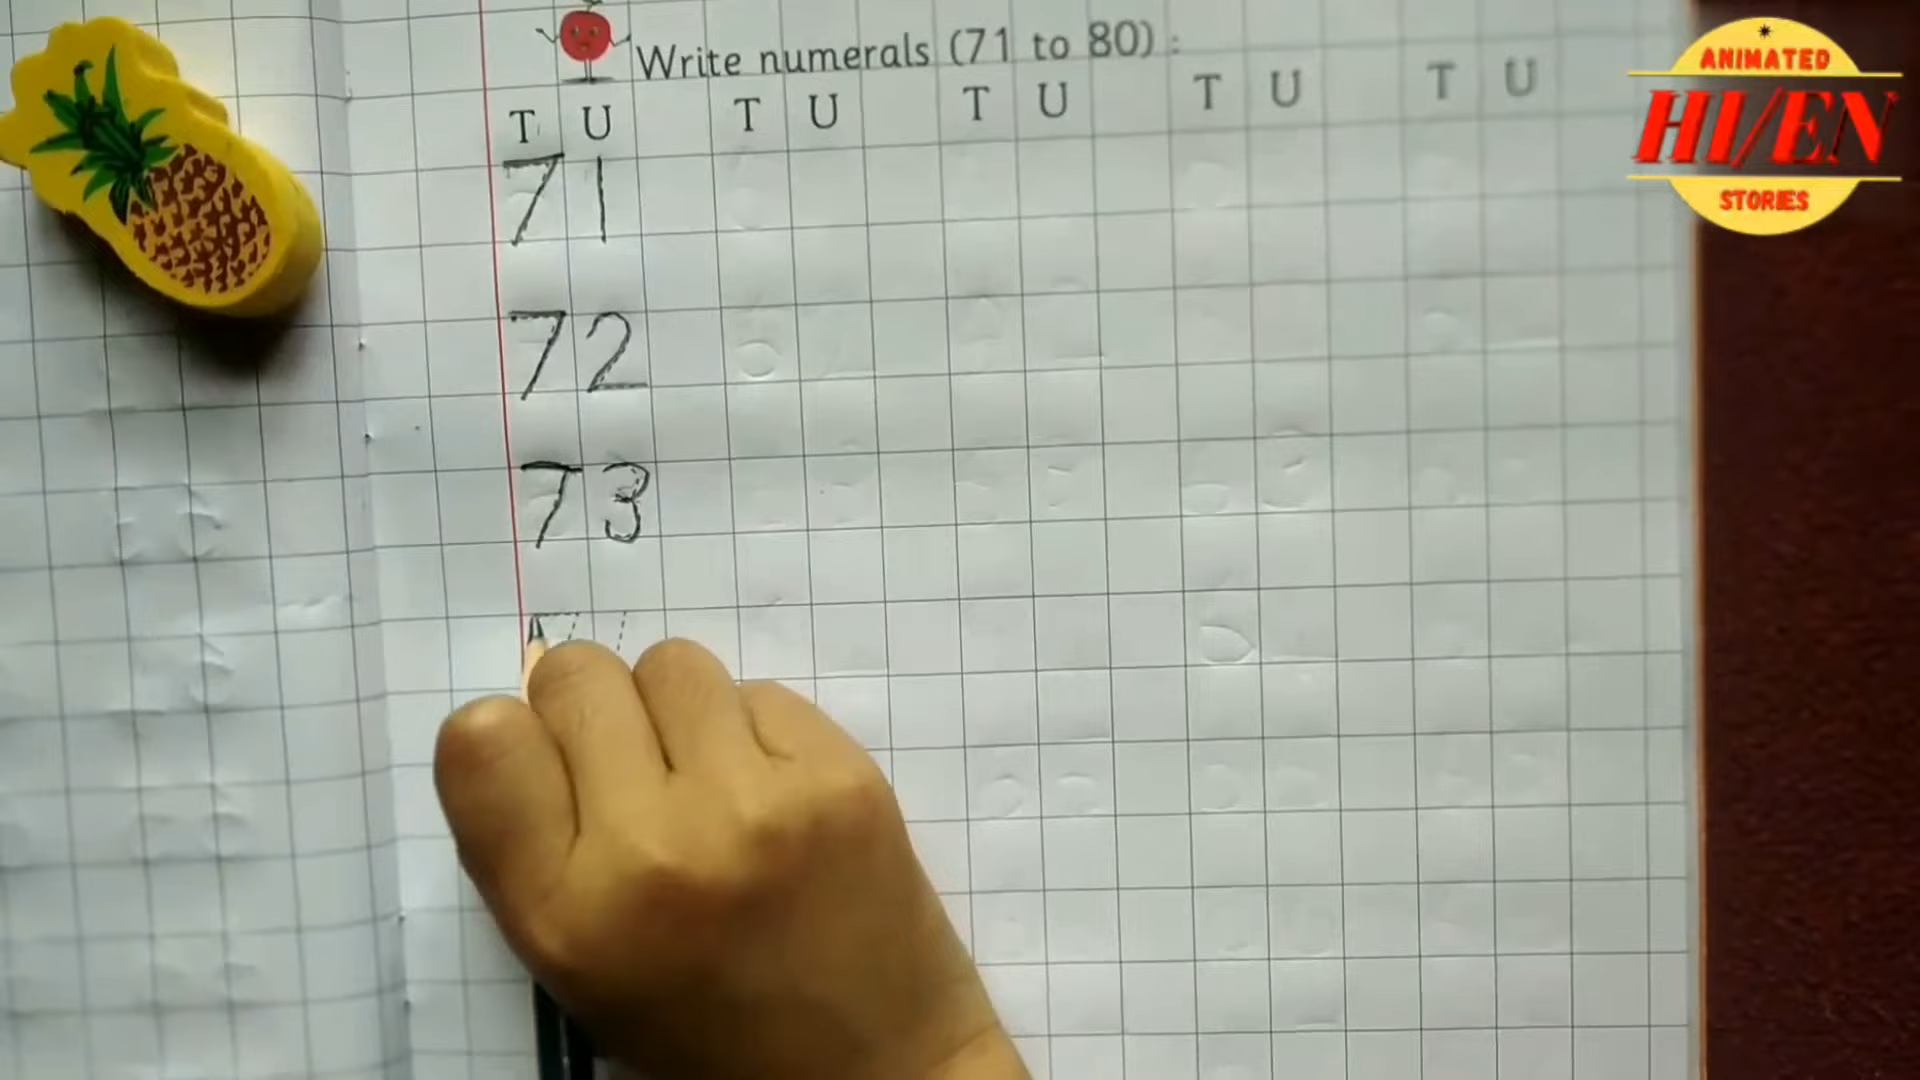 Write numerals (71 to 80) :
T U T U T U T U T U
71
72
73
ANIMATED
HI/EN
STORIES